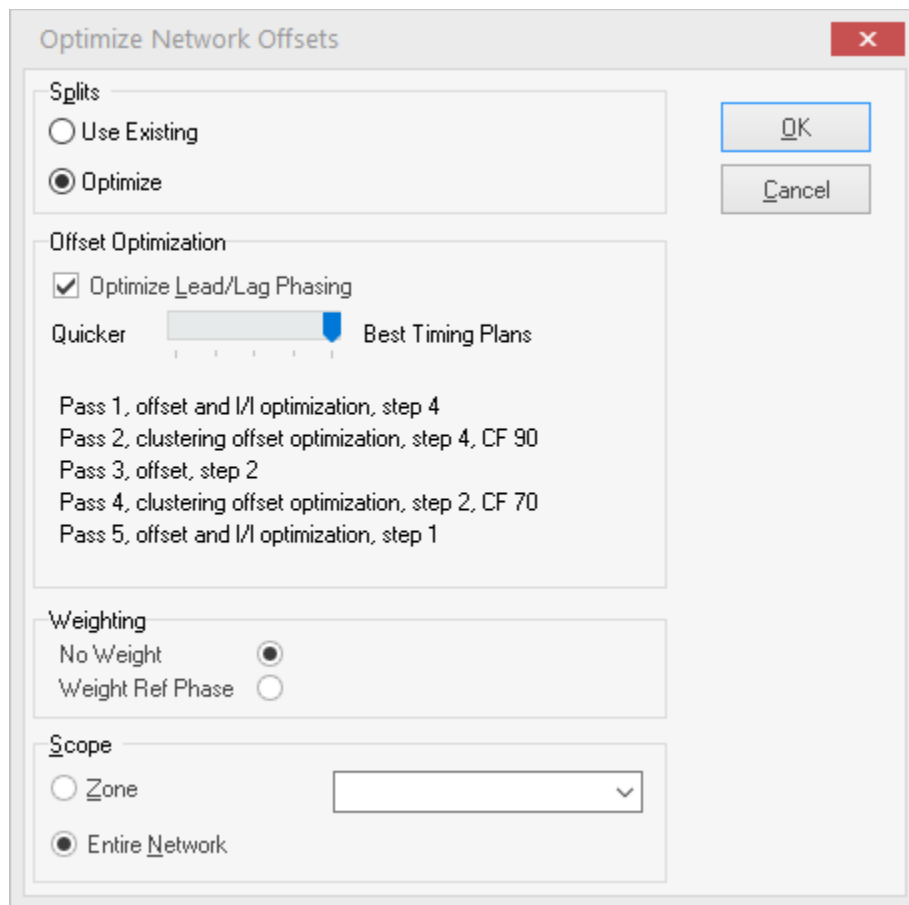 Optimize Network Offsets
Splits
Use Existing
Optimize
OK
Cancel
Offset Optimization
Optimize Lead/Lag Phasing
Quicker
Best Timing Plans
Pass 1, offset and I/I optimization, step 4
Pass 2, clustering offset optimization, step 4, CF 90
Pass 3, offset, step 2
Pass 4, clustering offset optimization, step 2, CF 70
Pass 5, offset and I/I optimization, step 1
Weighting
No Weight
Weight Ref Phase
Scope
Zone
Entire Network